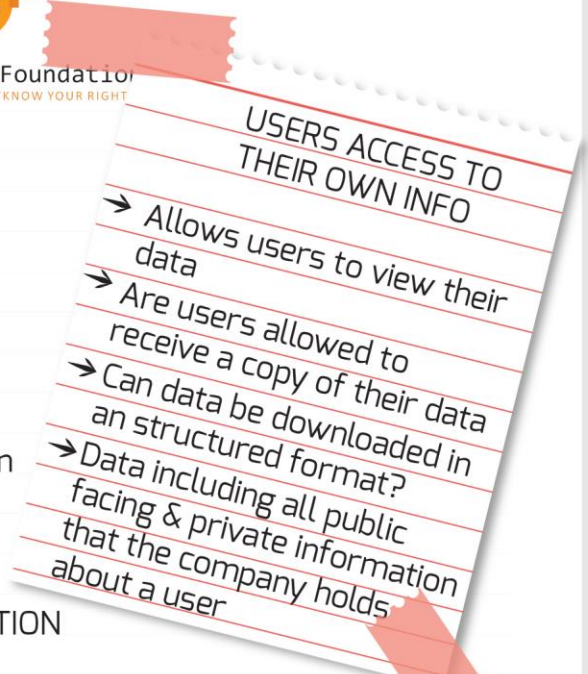 Foundation
KNOW YOUR RIGHT
USERS ACCESS TO
THEIR OWN INFO
→ Allows users to view their
data
→ Are users allowed to
receive a copy of their data
→ Can data be downloaded in
an structured format?
→ Data including all public
facing & private information
that the company holds
about a user
n
TION